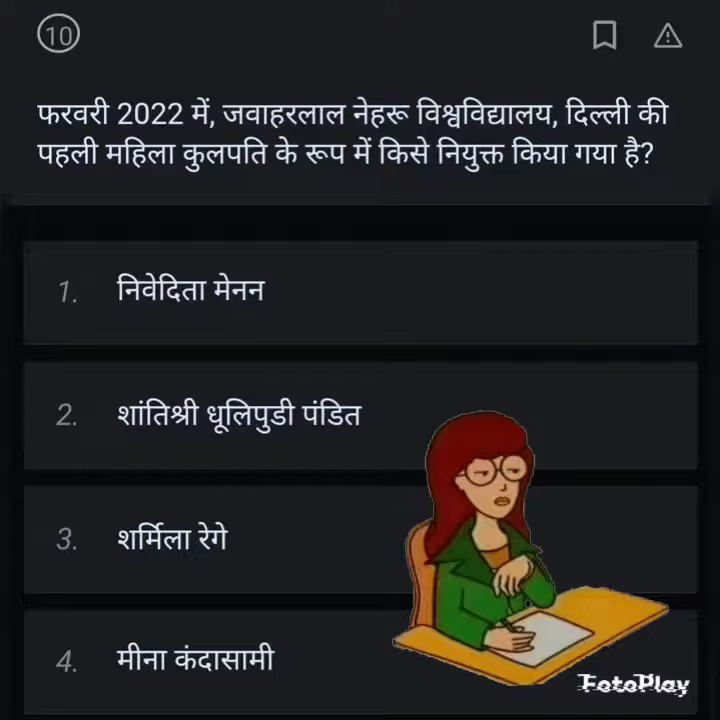 10
फरवरी 2022 में, जवाहरलाल नेहरू विश्वविद्यालय, दिल्ली की
पहली महिला कुलपति के रूप में किसे नियुक्त किया गया है?
1. निवेदिता मेनन
2. शांतिश्री धूलिपुडी पंडित
3. शर्मिला रेगे
4. मीना कंदासामी
FotoPlay